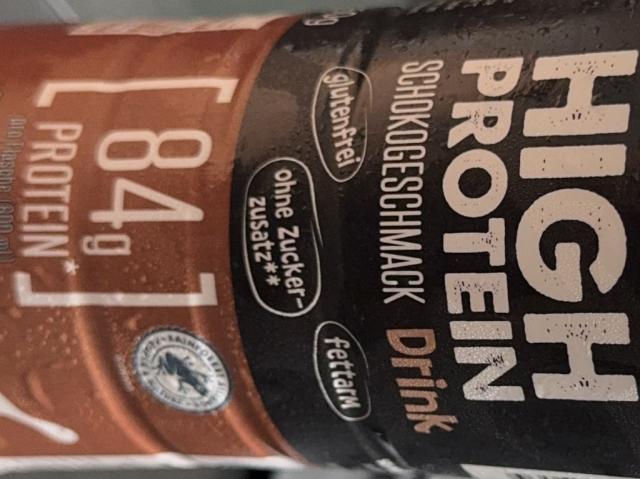 HIGH
PROTEIN
SCHOKOGESCHMACK Drink
glutenfrei
ohne Zucker-
zusatz**
fettarm
[84g
PROTEIN*]